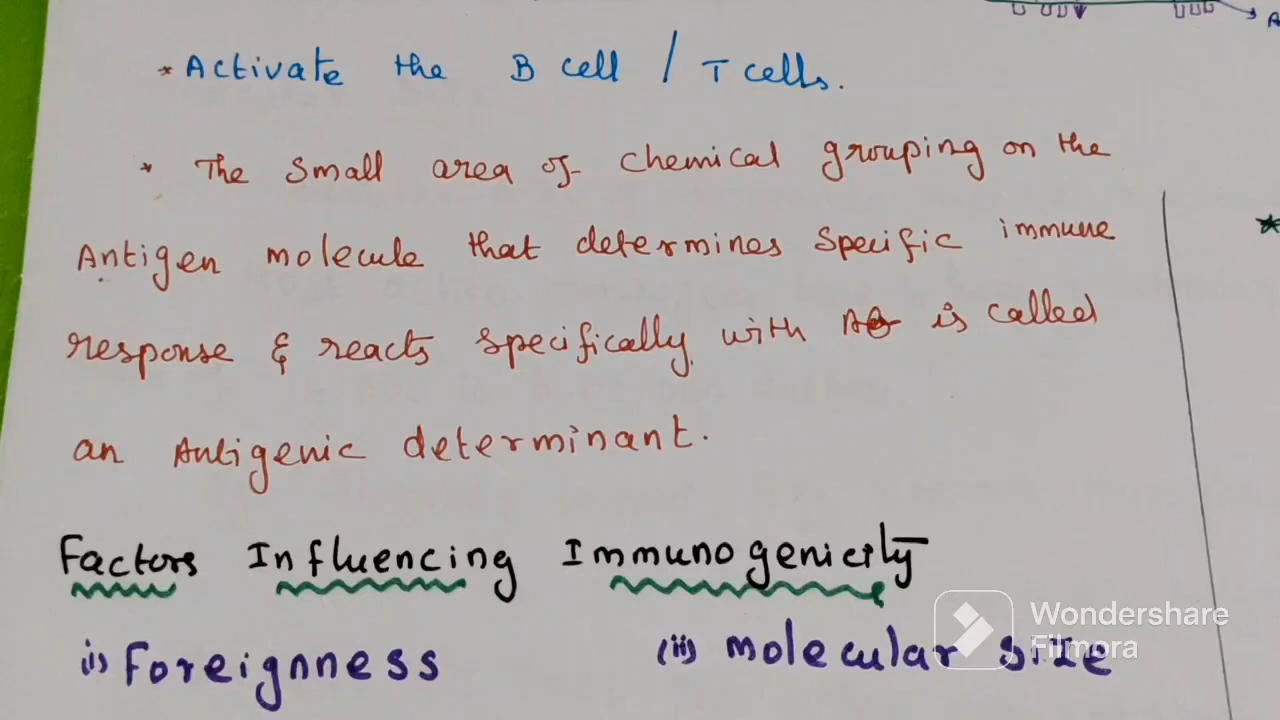 * Activate the B cell / T cells.
* The small area of chemical grouping on the
Antigen molecule that determines specific immune
response & reacts specifically with Ab is called
an Antigenic determinant.
Factors Influencing Immunogenicity
i) Foreignness (ii) molecular size
Wondershare
Filmora